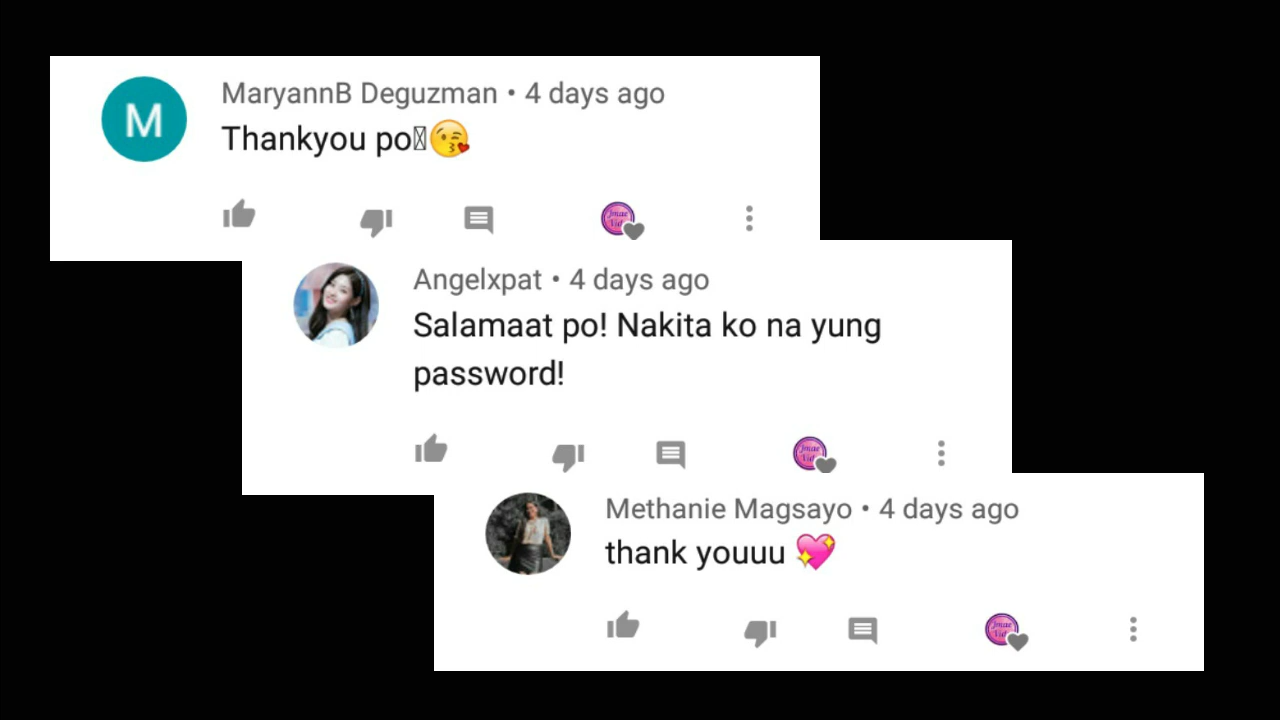 M
MaryannB Deguzman • 4 days ago
Thankyou po😘
Angelxpat • 4 days ago
Salamaat po! Nakita ko na yung
password!
Methanie Magsayo • 4 days ago
thank youuu 💖